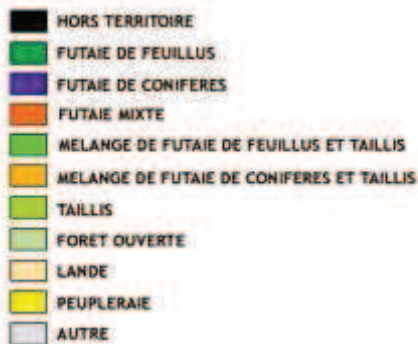 HORS TERRITOIRE
FUTAIE DE FEUILLUS
FUTAIE DE CONIFERES
FUTAIE MIXTE
MELANGE DE FUTAIE DE FEUILLUS ET TAILLIS
MELANGE DE FUTAIE DE CONIFERES ET TAILLIS
TAILLIS
FORET OUVERTE
LANDE
PEUPLERAIE
AUTRE